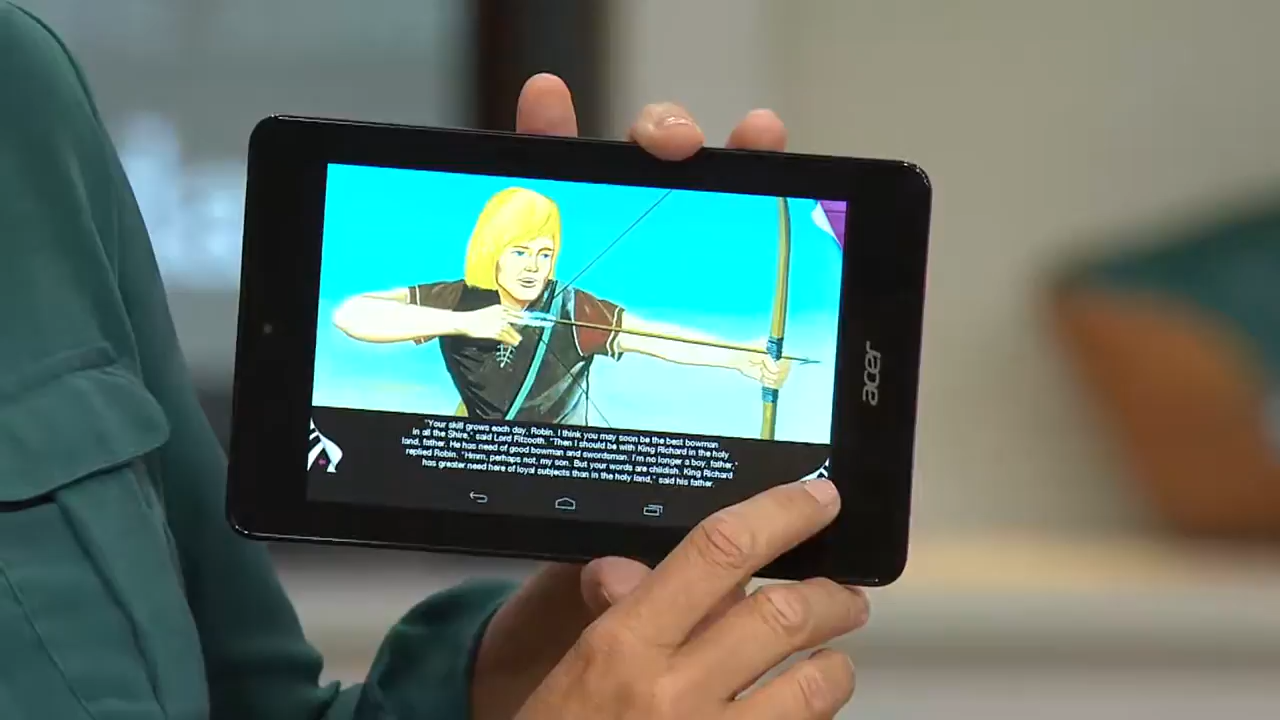 "Your skill grows each day, Robin. I think you may soon be the best bowman
in all the Shire," said Lord Fitzooth. "Then I should be with King Richard in the holy
land, father. He has need of good bowman and swordsman. I'm no longer a boy, father,"
replied Robin. "Hmm, perhaps not, my son. But your words are childish. King Richard
has greater need here of loyal subjects than in the holy land," said his father.
acer